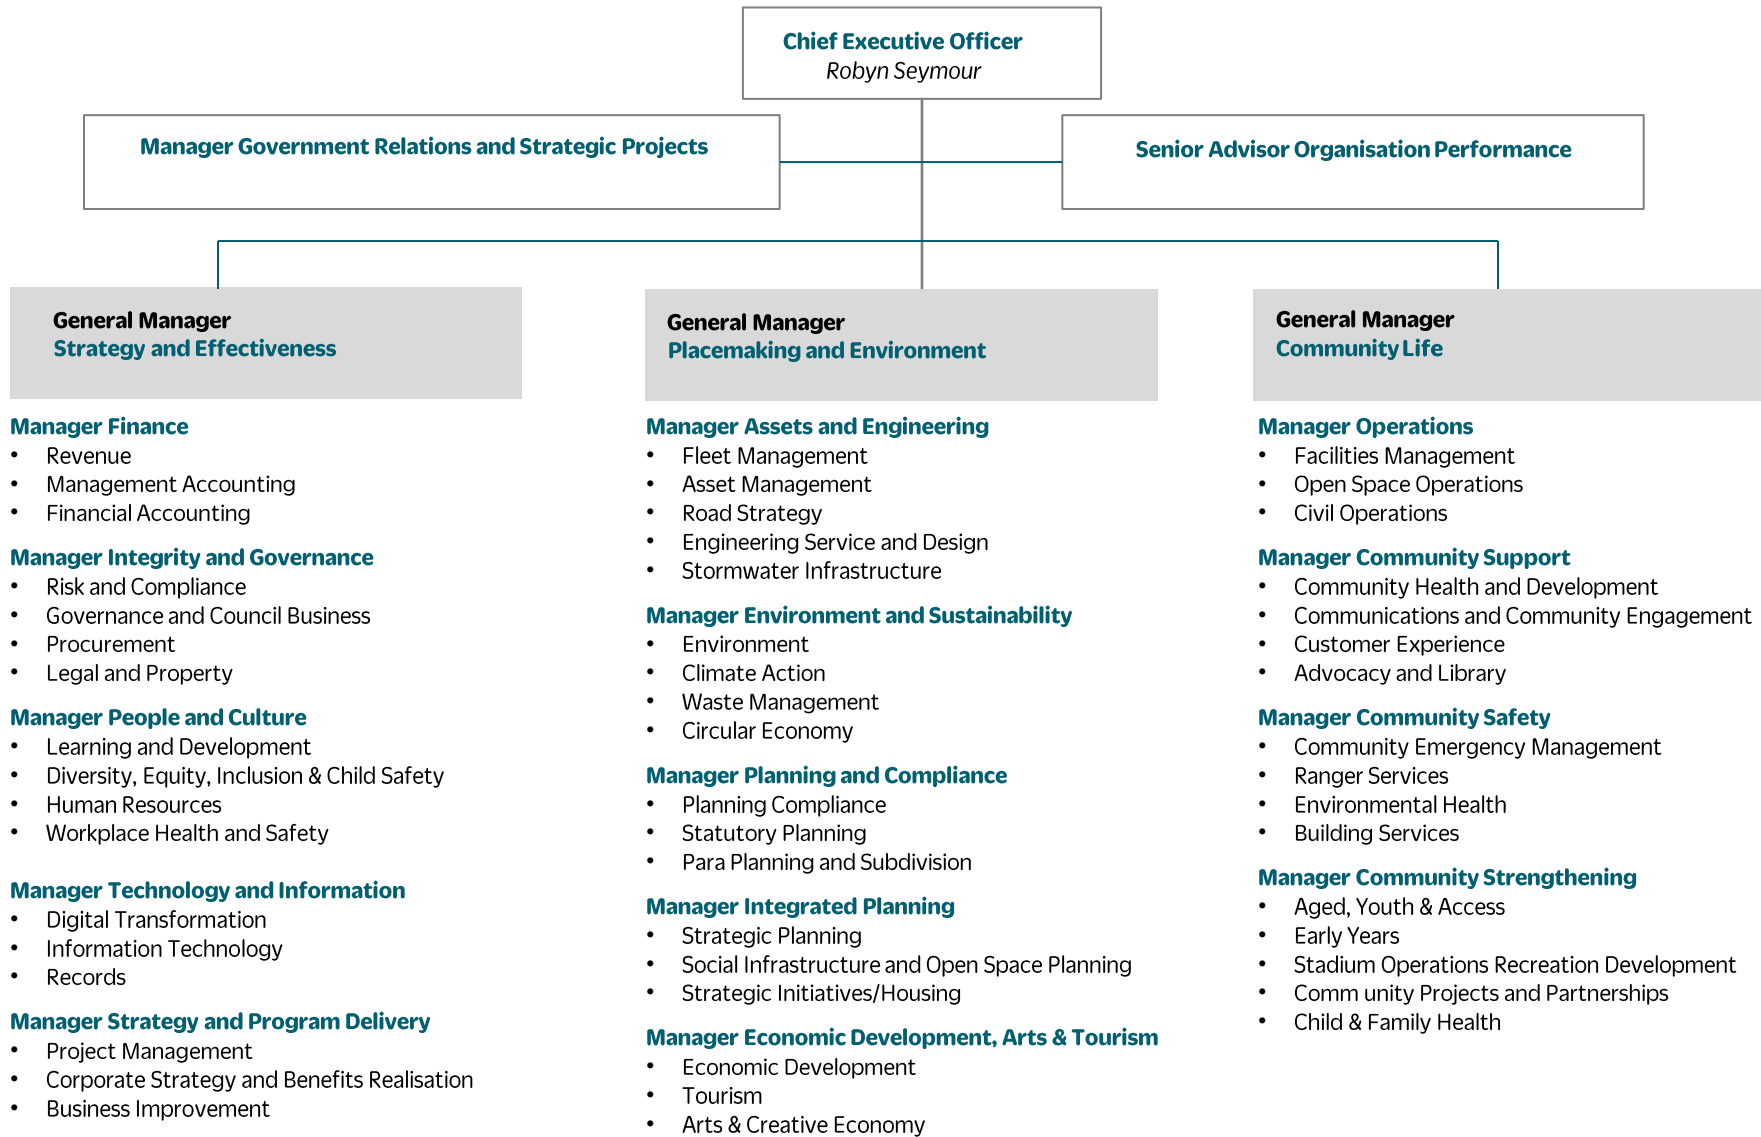 Chief Executive Officer
Robyn Seymour
Manager Government Relations and Strategic Projects
Senior Advisor Organisation Performance
General Manager
Strategy and Effectiveness
Manager Finance
• Revenue
• Management Accounting
• Financial Accounting
Manager Integrity and Governance
• Risk and Compliance
• Governance and Council Business
• Procurement
• Legal and Property
Manager People and Culture
• Learning and Development
• Diversity, Equity, Inclusion & Child Safety
• Human Resources
• Workplace Health and Safety
Manager Technology and Information
• Digital Transformation
• Information Technology
• Records
Manager Strategy and Program Delivery
• Project Management
• Corporate Strategy and Benefits Realisation
• Business Improvement
General Manager
Placemaking and Environment
Manager Assets and Engineering
• Fleet Management
• Asset Management
• Road Strategy
• Engineering Service and Design
• Stormwater Infrastructure
Manager Environment and Sustainability
• Environment
• Climate Action
• Waste Management
• Circular Economy
Manager Planning and Compliance
• Planning Compliance
• Statutory Planning
• Para Planning and Subdivision
Manager Integrated Planning
• Strategic Planning
• Social Infrastructure and Open Space Planning
• Strategic Initiatives/Housing
Manager Economic Development, Arts & Tourism
• Economic Development
• Tourism
• Arts & Creative Economy
General Manager
Community Life
Manager Operations
• Facilities Management
• Open Space Operations
• Civil Operations
Manager Community Support
• Community Health and Development
• Communications and Community Engagement
• Customer Experience
• Advocacy and Library
Manager Community Safety
• Community Emergency Management
• Ranger Services
• Environmental Health
• Building Services
Manager Community Strengthening
• Aged, Youth & Access
• Early Years
• Stadium Operations Recreation Development
• Comm unity Projects and Partnerships
• Child & Family Health